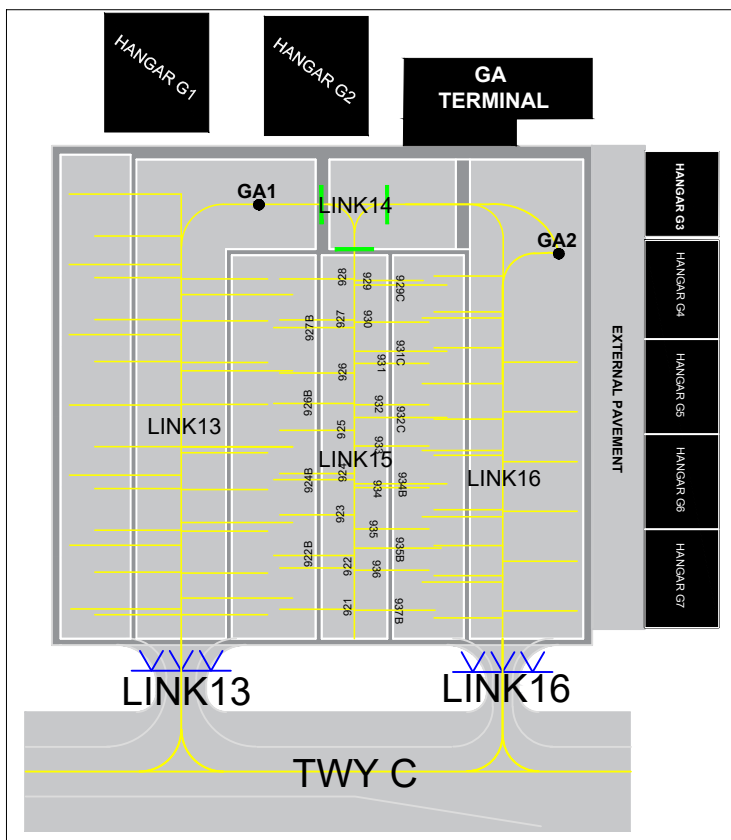 HANGAR G1
HANGAR G2
GA
TERMINAL
HANGAR G3
GA1
LINK14
GA2
HANGAR G4
928
929
929C
927B
927
930
EXTERNAL PAVEMENT
931C
931
926
HANGAR G5
926B
932
932C
LINK13
925
933
LINK15
924B
924
934
934B
LINK16
HANGAR G6
923
935
922B
922
936
935B
HANGAR G7
921
937B
LINK13
LINK16
TWY C